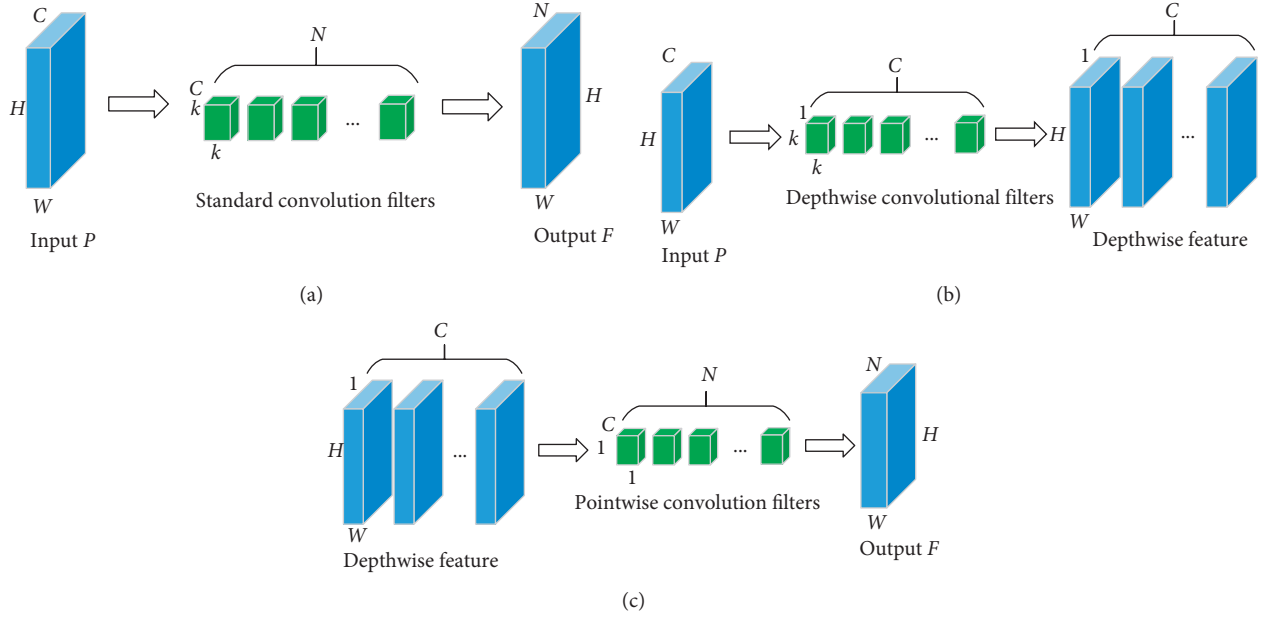 C
H
W
Input P
N
C
k
k
...
Standard convolution filters
N
H
W
Output F
(a)
C
H
W
Input P
C
1
k
k
...
Depthwise convolutional filters
C
1
H
W
...
Depthwise feature
(b)
C
1
H
W
...
Depthwise feature
N
C
1
1
...
Pointwise convolution filters
N
H
W
Output F
(c)